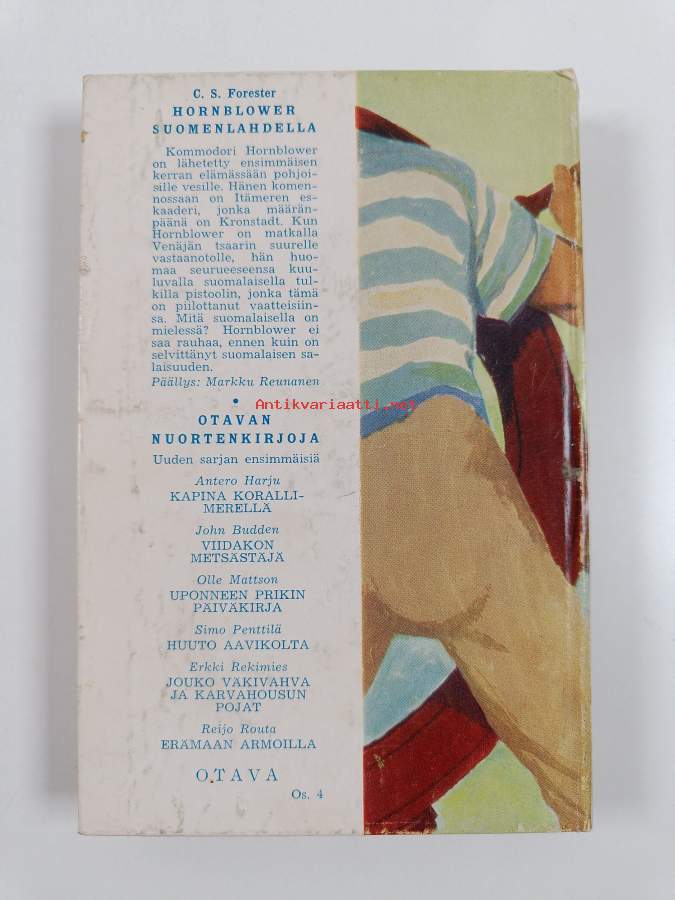 C. S. Forester
HORNBLOWER
SUOMENLAHDELLA
Kommodori Hornblower
on lähetetty ensimmäisen
kerran elämässään pohjoi-
sille vesille. Hänen komen-
nossaan on Itämeren es-
kaaderi, jonka määrän-
päänä on Kronstadt. Kun
Hornblower on matkalla
Venäjän tsaarin suurelle
vastaanotolle, hän huo-
maa seurueeseensa kuu-
luvalla suomalaisella tul-
killa pistoolin, jonka tämä
on piilottanut vaatteisiin-
sa. Mitä suomalaisella on
mielessä? Hornblower ei
saa rauhaa, ennen kuin on
selvittänyt suomalaisen sa-
laisuuden.
Päällys: Markku Reunanen
•
Antikvariaatti.net
OTAVAN
NUORTENKIRJOJA
Uuden sarjan ensimmäisiä
Antero Harju
KAPINA KORALLI-
MERELLÄ
John Budden
VIIDAKON
METSÄSTÄJÄ
Olle Mattson
UPONNEEN PRIKIN
PÄIVÄKIRJA
Simo Penttilä
HUUTO AAVIKOLTA
Erkki Rekimies
JOUKO VÄKIVAHVA
JA KARVAHOUSUN
POJAT
Reijo Routa
ERÄMAAN ARMOILLA
OTAVA
Os. 4